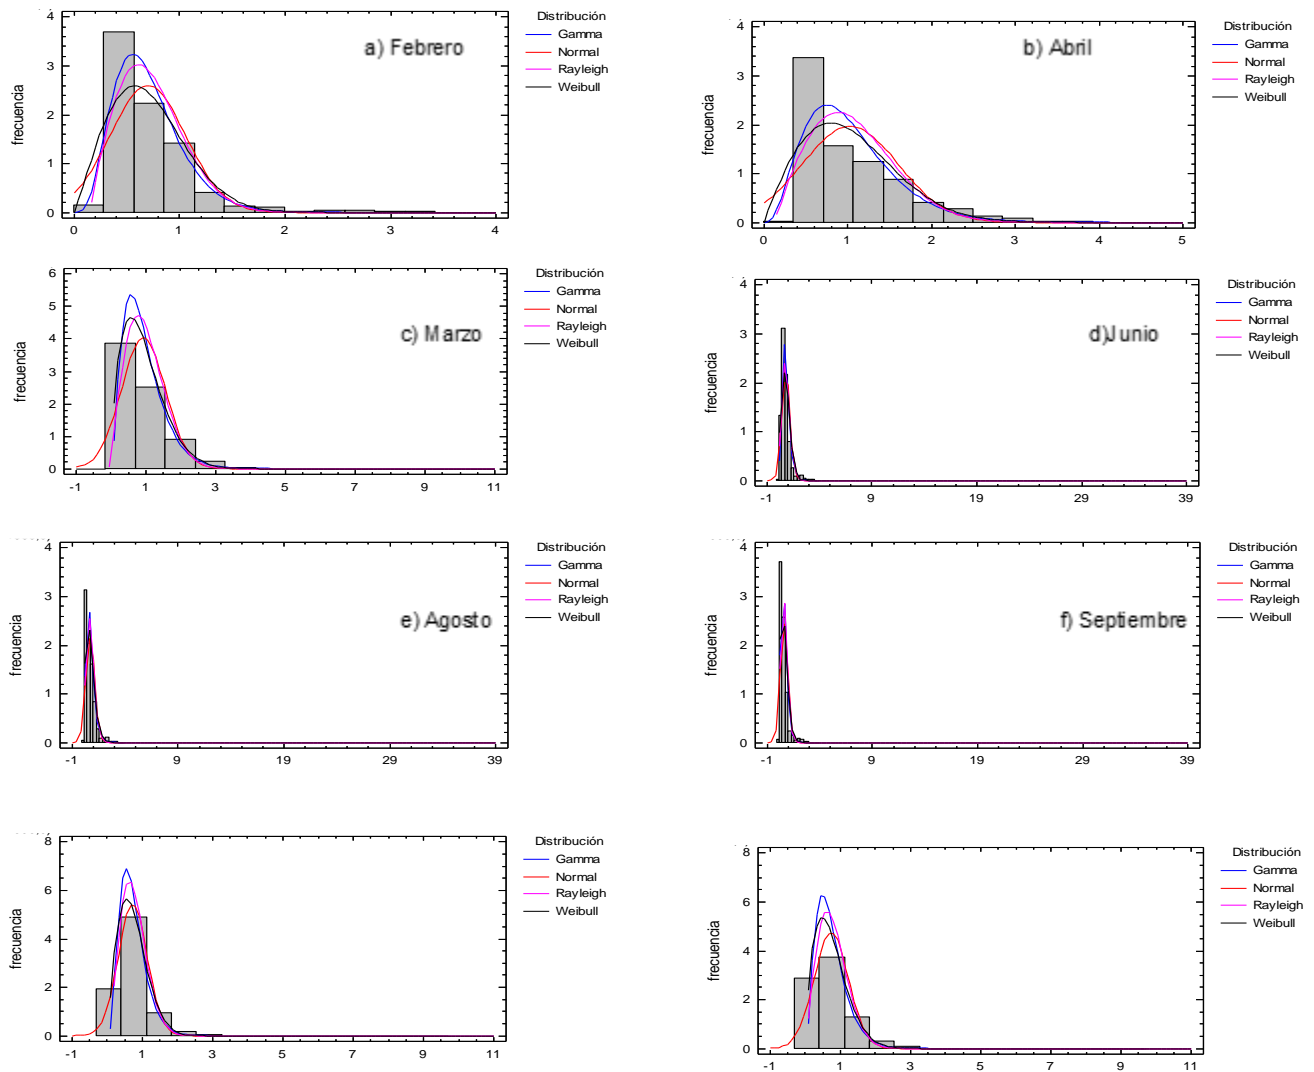 Distribución
Gamma
Normal
Rayleigh
Weibull
a) Febrero
frecuencia
4
3
2
1
0
0 1 2 3 4
Distribución
Gamma
Normal
Rayleigh
Weibull
b) Abril
frecuencia
4
3
2
1
0
0 1 2 3 4 5
Distribución
Gamma
Normal
Rayleigh
Weibull
c) Marzo
frecuencia
6
5
4
3
2
1
0
-1 1 3 5 7 9 11
Distribución
Gamma
Normal
Rayleigh
Weibull
d)Junio
frecuencia
4
3
2
1
0
-1 9 19 29 39
Distribución
Gamma
Normal
Rayleigh
Weibull
e) Agosto
frecuencia
4
3
2
1
0
-1 9 19 29 39
Distribución
Gamma
Normal
Rayleigh
Weibull
f) Septiembre
frecuencia
4
3
2
1
0
-1 9 19 29 39
Distribución
Gamma
Normal
Rayleigh
Weibull
frecuencia
8
6
4
2
0
-1 1 3 5 7 9 11
Distribución
Gamma
Normal
Rayleigh
Weibull
frecuencia
8
6
4
2
0
-1 1 3 5 7 9 11